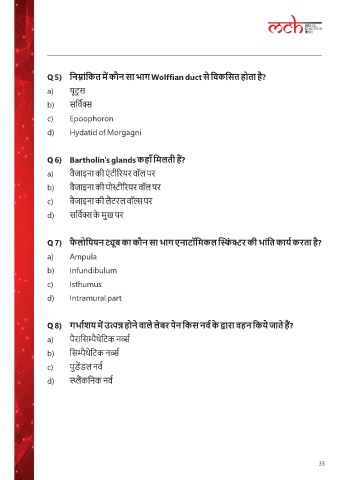 mch
Q 5) निम्नांकित में कौन सा भाग Wolffian duct से विकसित होता है?
a) यूट्रस
b) सर्विक्स
c) Epoophoron
d) Hydatid of Morgagni
Q 6) Bartholin's glands कहाँ मिलती हैं?
a) वैजाइना की एंटीरियर वॉल पर
b) वैजाइना की पोस्टीरियर वॉल पर
c) वैजाइना की लैटरल वॉल्स पर
d) सर्विक्स के मुख पर
Q 7) फैलोपियन ट्यूब का कौन सा भाग एनाटॉमिकल स्फिंक्टर की भांति कार्य करता है?
a) Ampula
b) Infundibulum
c) Isthumus
d) Intramural part
Q 8) गर्भाशय में उत्पन्न होने वाले लेबर पेन किस नर्व के द्वारा वहन किये जाते हैं?
a) पैरासिम्पैथेटिक नर्व्स
b) सिम्पैथेटिक नर्व्स
c) पुडेंडल नर्व
d) स्प्लैंकनिक नर्व
33